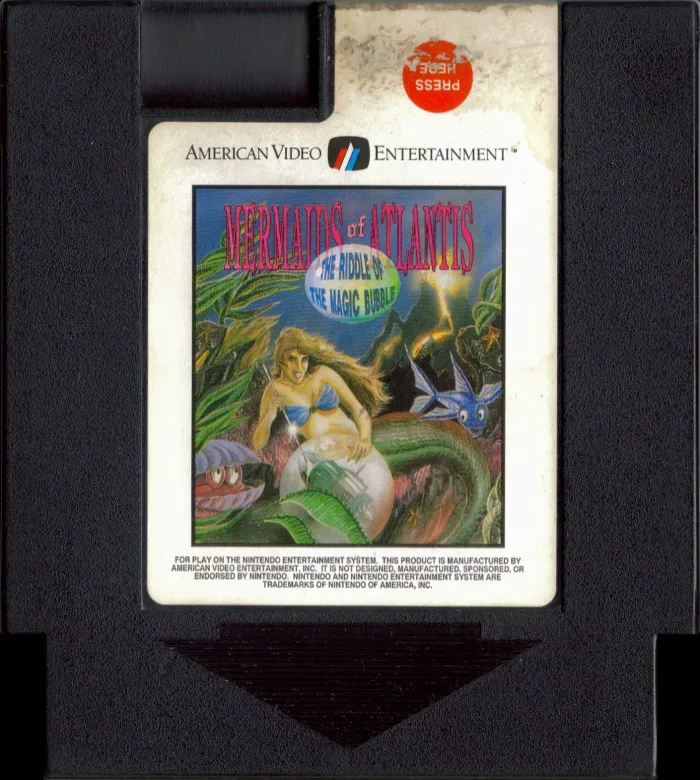 PRESS
HERE
AMERICAN VIDEO ENTERTAINMENT™
MERMAIDS of ATLANTIS
THE RIDDLE OF
THE MAGIC BUBBLE
FOR PLAY ON THE NINTENDO ENTERTAINMENT SYSTEM. THIS PRODUCT IS MANUFACTURED BY
AMERICAN VIDEO ENTERTAINMENT, INC. IT IS NOT DESIGNED, MANUFACTURED, SPONSORED, OR
ENDORSED BY NINTENDO. NINTENDO AND NINTENDO ENTERTAINMENT SYSTEM ARE
TRADEMARKS OF NINTENDO OF AMERICA, INC.